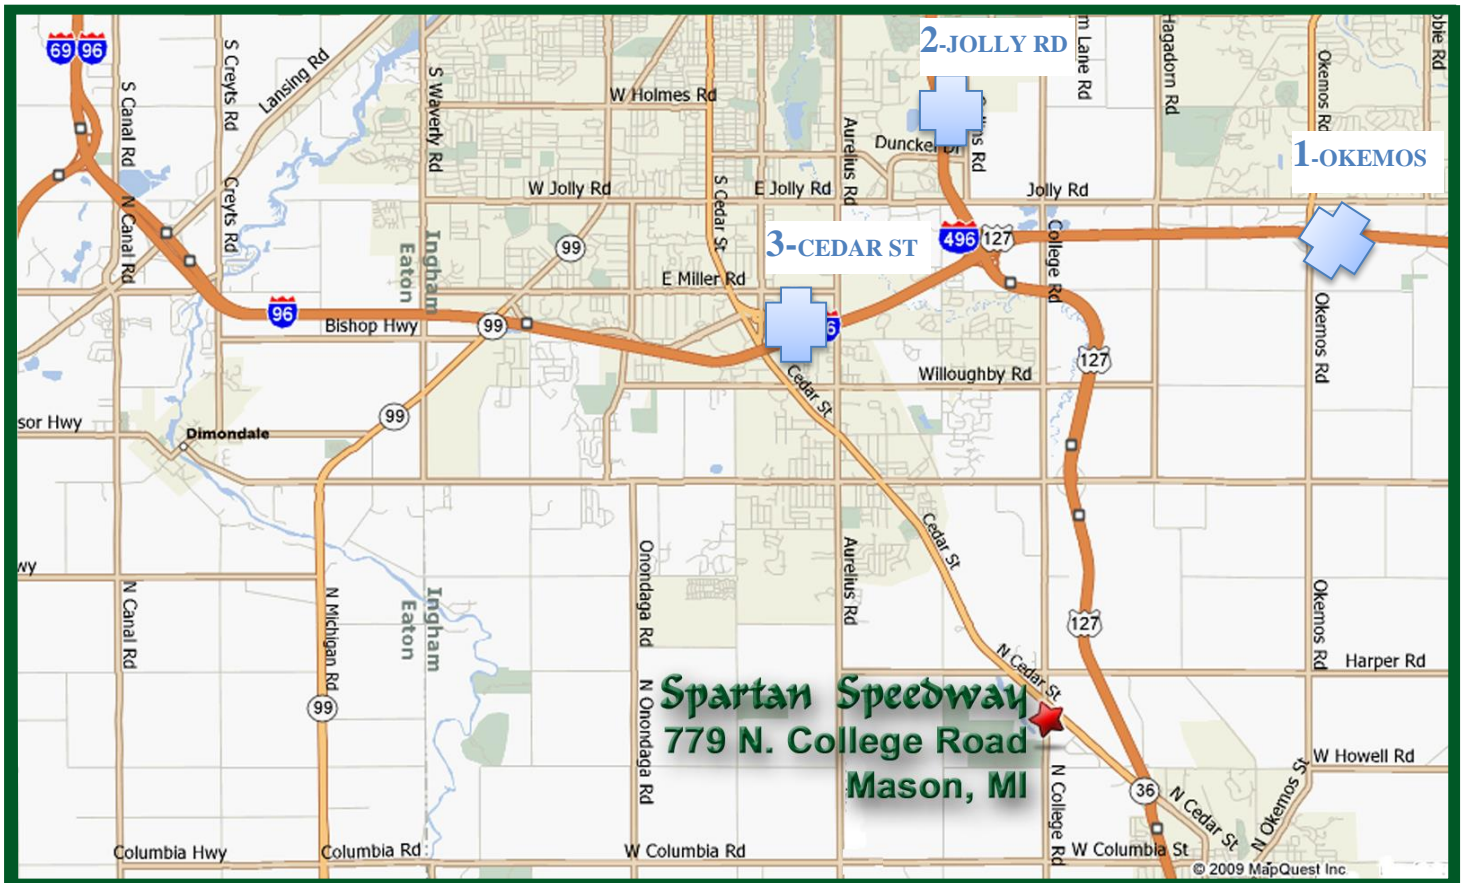 2-JOLLY RD
69 96
S Canal Rd
S Creyts Rd
Lansing Rd
S Waverly Rd
W Holmes Rd
Aurelius Rd
Lane Rd
Hagadorn Rd
Okemos Rd
1-OKEMOS
W Jolly Rd
S Cedar St
E Jolly Rd
Jolly Rd
N Canal Rd
Creyts Rd
Ingham
Eaton
99
3-CEDAR ST
496
127
College Rd
E Miller Rd
96
Bishop Hwy
99
127
Okemos Rd
Cedar St
Willoughby Rd
99
Hwy
Dimondale
Cedar St
Onondaga Rd
Aurelius Rd
N Canal Rd
N Michigan Rd
Ingham
Eaton
127
Okemos Rd
Harper Rd
N Cedar St
Spartan Speedway
779 N. College Road
Mason, MI
99
N Onondaga Rd
W Howell Rd
N College Rd
36
N Cedar St
N Okemos St
Columbia Hwy
Columbia Rd
W Columbia Rd
W Columbia St
© 2009 MapQuest Inc